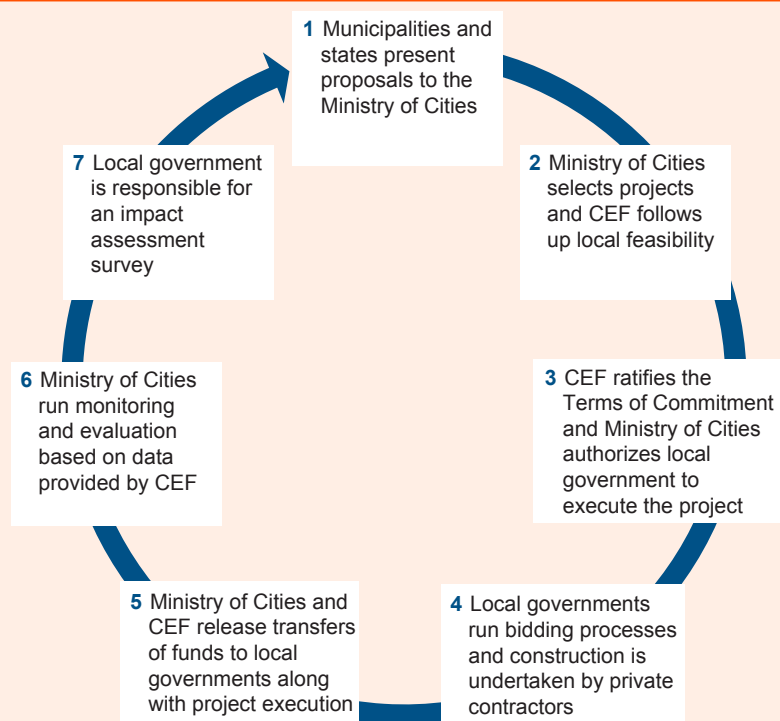 1 Municipalities and
states present
proposals to the
Ministry of Cities
2 Ministry of Cities
selects projects
and CEF follows
up local feasibility
3 CEF ratifies the
Terms of Commitment
and Ministry of Cities
authorizes local
government to
execute the project
4 Local governments
run bidding processes
and construction is
undertaken by private
contractors
5 Ministry of Cities and
CEF release transfers
of funds to local
governments along
with project execution
6 Ministry of Cities
run monitoring
and evaluation
based on data
provided by CEF
7 Local government
is responsible for
an impact
assessment
survey